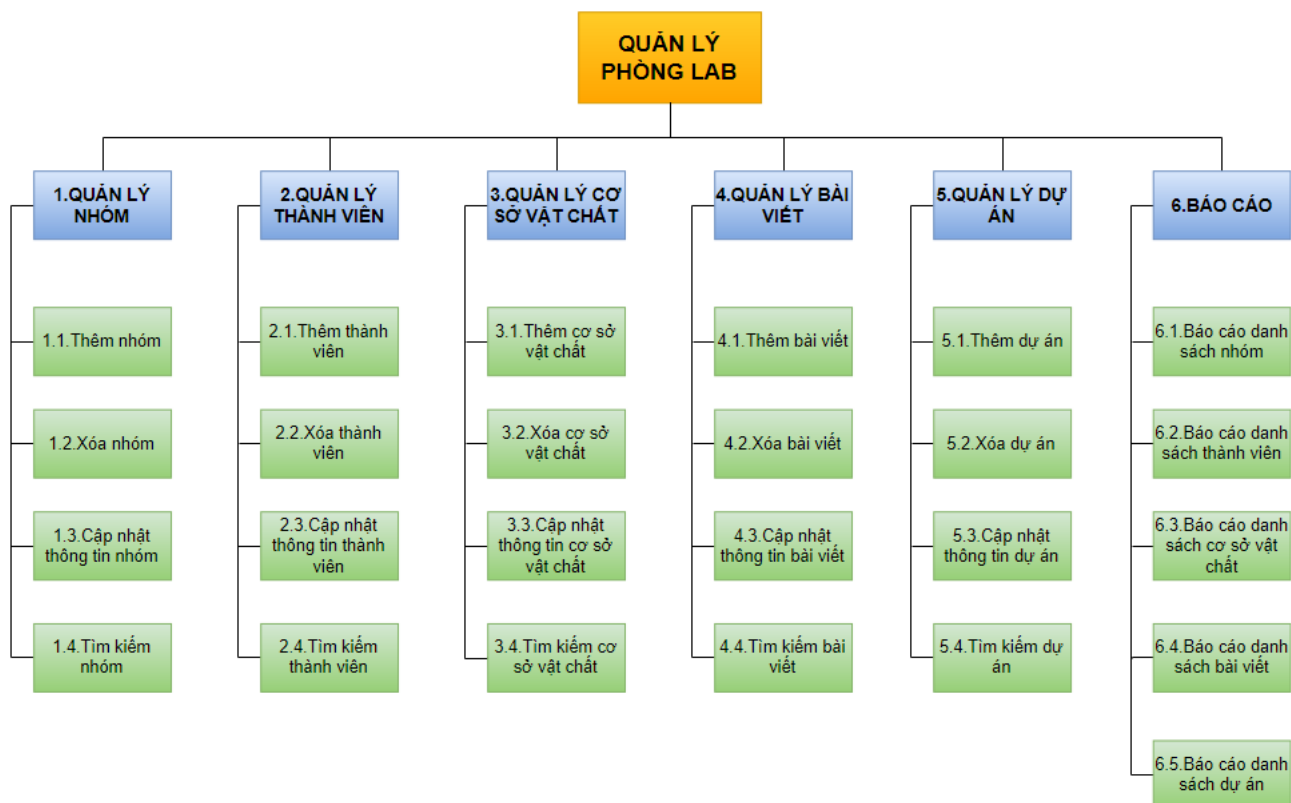 QUẢN LÝ
PHÒNG LAB
1.QUẢN LÝ
NHÓM
2.QUẢN LÝ
THÀNH VIÊN
3.QUẢN LÝ CƠ
SỞ VẬT CHẤT
4.QUẢN LÝ BÀI
VIẾT
5.QUẢN LÝ DỰ
ÁN
6.BÁO CÁO
1.1.Thêm nhóm
2.1.Thêm thành
viên
3.1.Thêm cơ sở
vật chất
4.1.Thêm bài viết
5.1.Thêm dự án
6.1.Báo cáo danh
sách nhóm
1.2.Xóa nhóm
2.2.Xóa thành
viên
3.2.Xóa cơ sở
vật chất
4.2.Xóa bài viết
5.2.Xóa dự án
6.2.Báo cáo danh
sách thành viên
1.3.Cập nhật
thông tin nhóm
2.3.Cập nhật
thông tin thành
viên
3.3.Cập nhật
thông tin cơ sở
vật chất
4.3.Cập nhật
thông tin bài viết
5.3.Cập nhật
thông tin dự án
6.3.Báo cáo danh
sách cơ sở vật
chất
1.4.Tìm kiếm
nhóm
2.4.Tìm kiếm
thành viên
3.4.Tìm kiếm cơ
sở vật chất
4.4.Tìm kiếm bài
viết
5.4.Tìm kiếm dự
án
6.4.Báo cáo danh
sách bài viết
6.5.Báo cáo danh
sách dự án